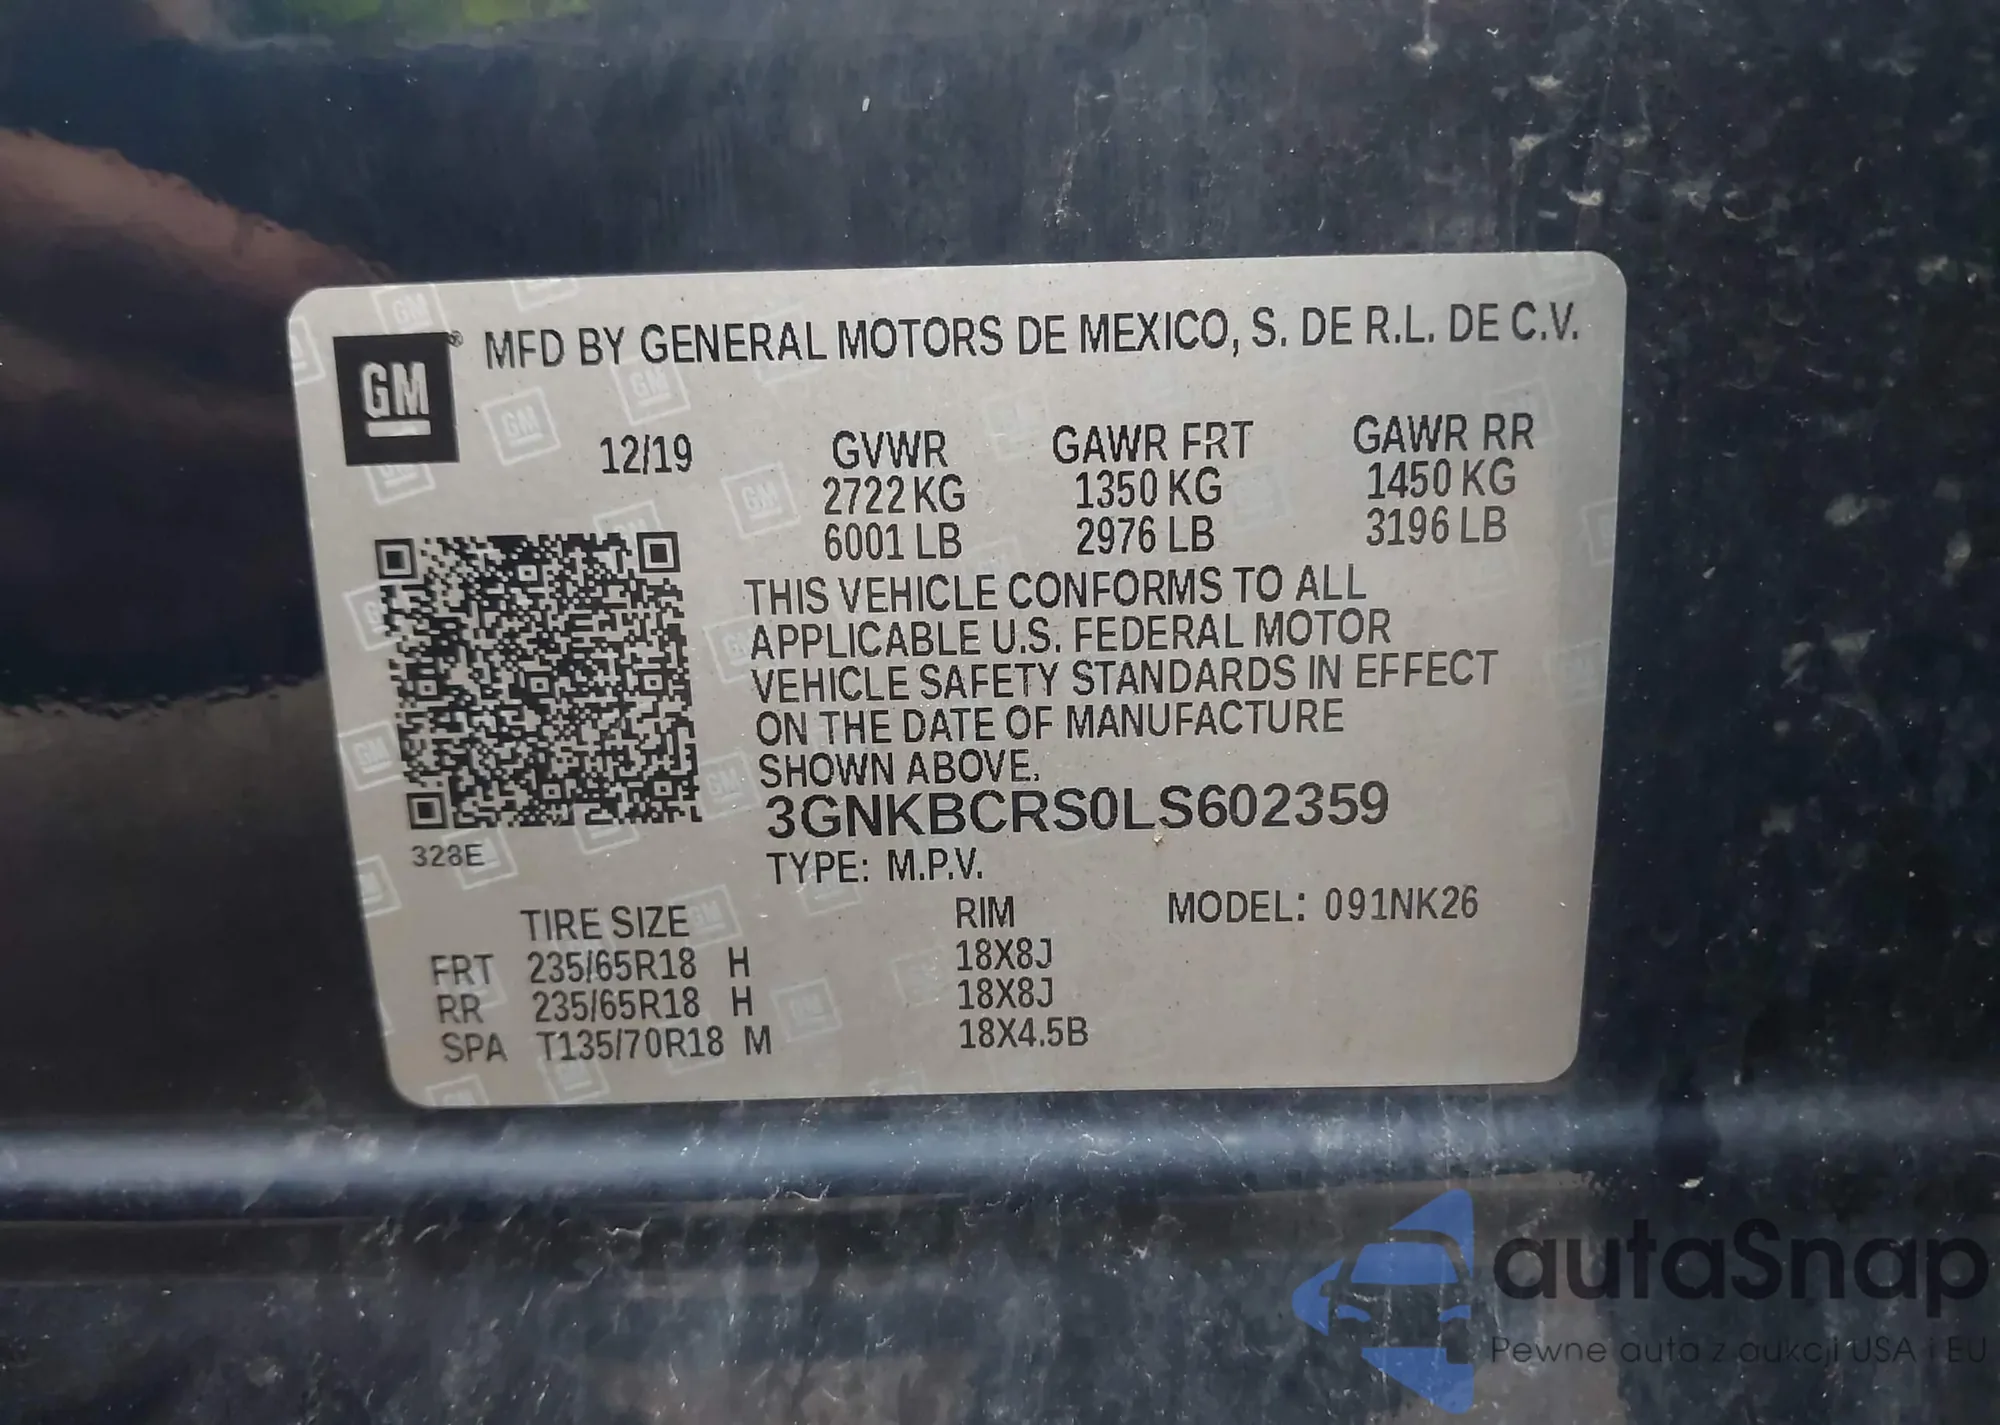 GM® MFD BY GENERAL MOTORS DE MEXICO, S. DE R.L. DE C.V.
12/19 GVWR GAWR FRT GAWR RR
2722 KG 1350 KG 1450 KG
6001 LB 2976 LB 3196 LB
THIS VEHICLE CONFORMS TO ALL
APPLICABLE U.S. FEDERAL MOTOR
VEHICLE SAFETY STANDARDS IN EFFECT
ON THE DATE OF MANUFACTURE
SHOWN ABOVE.
3GNKBCRS0LS602359
328E
TYPE: M.P.V.
TIRE SIZE RIM MODEL: 091NK26
FRT 235/65R18 H 18X8J
RR 235/65R18 H 18X8J
SPA T135/70R18 M 18X4.5B
autaSnap
Pewne auta z aukcji USA i EU